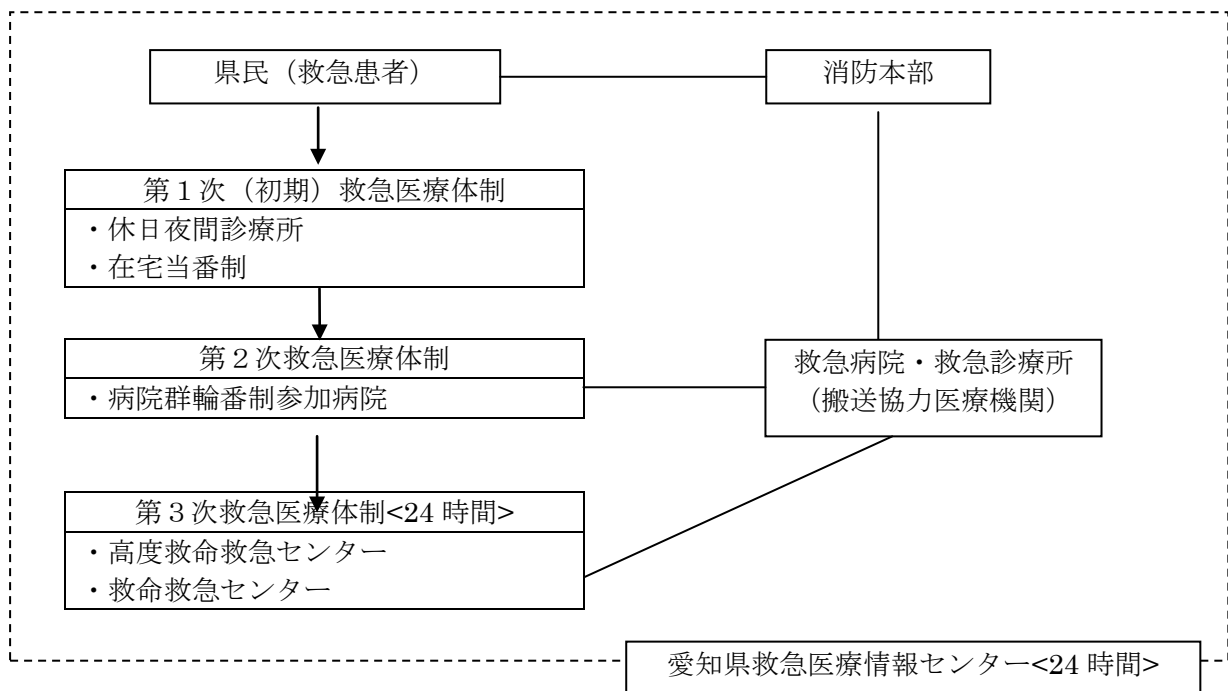 県民（救急患者）
消防本部
第１次（初期）救急医療体制
・休日夜間診療所
・在宅当番制
第２次救急医療体制
・病院群輪番制参加病院
救急病院・救急診療所
（搬送協力医療機関）
第３次救急医療体制<24 時間>
・高度救命救急センター
・救命救急センター
愛知県救急医療情報センター<24 時間>